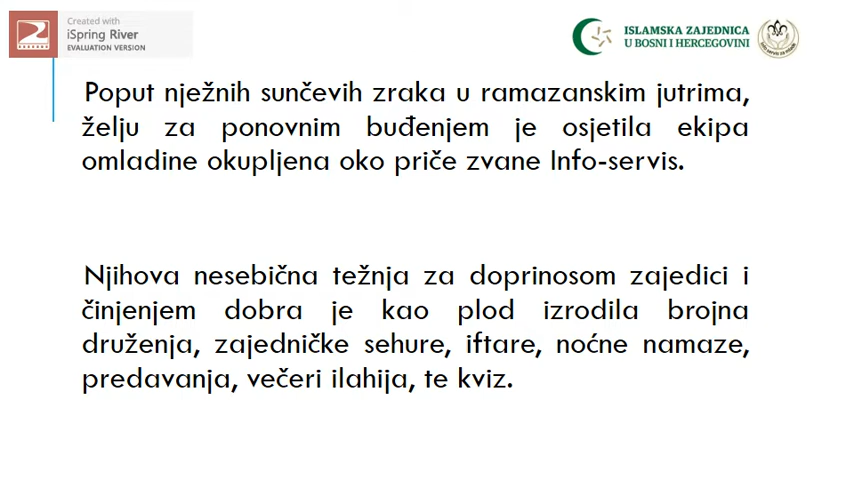 Created with
iSpring River
EVALUATION VERSION
ISLAMSKA ZAJEDNICA
U BOSNI I HERCEGOVINI
Poput nježnih sunčevih zraka u ramazanskim jutrima,
želju za ponovnim buđenjem je osjetila ekipa
omladine okupljena oko priče zvane Info-servis.
Njihova nesebična težnja za doprinosom zajedici i
činjenjem dobra je kao plod izrodila brojna
druženja, zajedničke sehure, iftare, noćne namaze,
predavanja, večeri ilahija, te kviz.